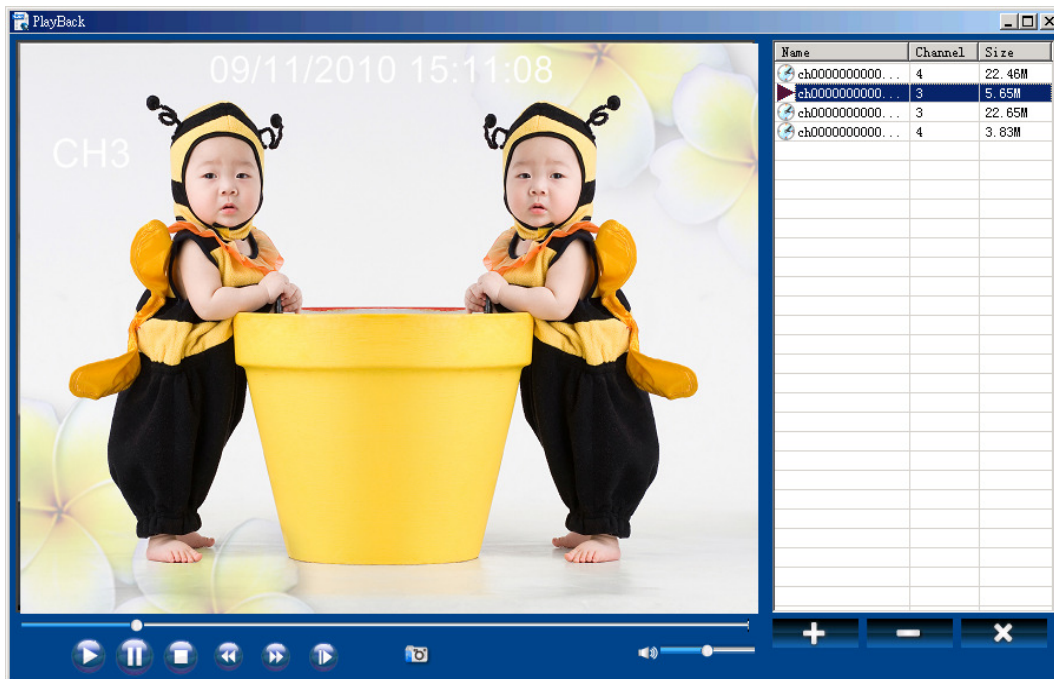 PlayBack
09/11/2010 15:11:08
CH3
Name Channel Size
ch0000000000... 4 22.46M
ch0000000000... 3 5.65M
ch0000000000... 3 22.65M
ch0000000000... 4 3.83M